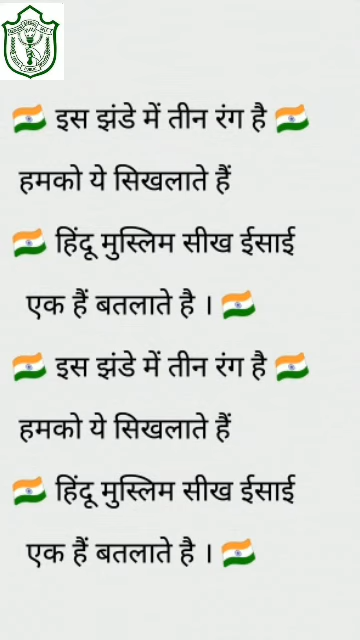 🇮🇳 इस झंडे में तीन रंग है 🇮🇳
हमको ये सिखलाते हैं
🇮🇳 हिंदू मुस्लिम सीख ईसाई
एक हैं बतलाते है । 🇮🇳
🇮🇳 इस झंडे में तीन रंग है 🇮🇳
हमको ये सिखलाते हैं
🇮🇳 हिंदू मुस्लिम सीख ईसाई
एक हैं बतलाते है । 🇮🇳